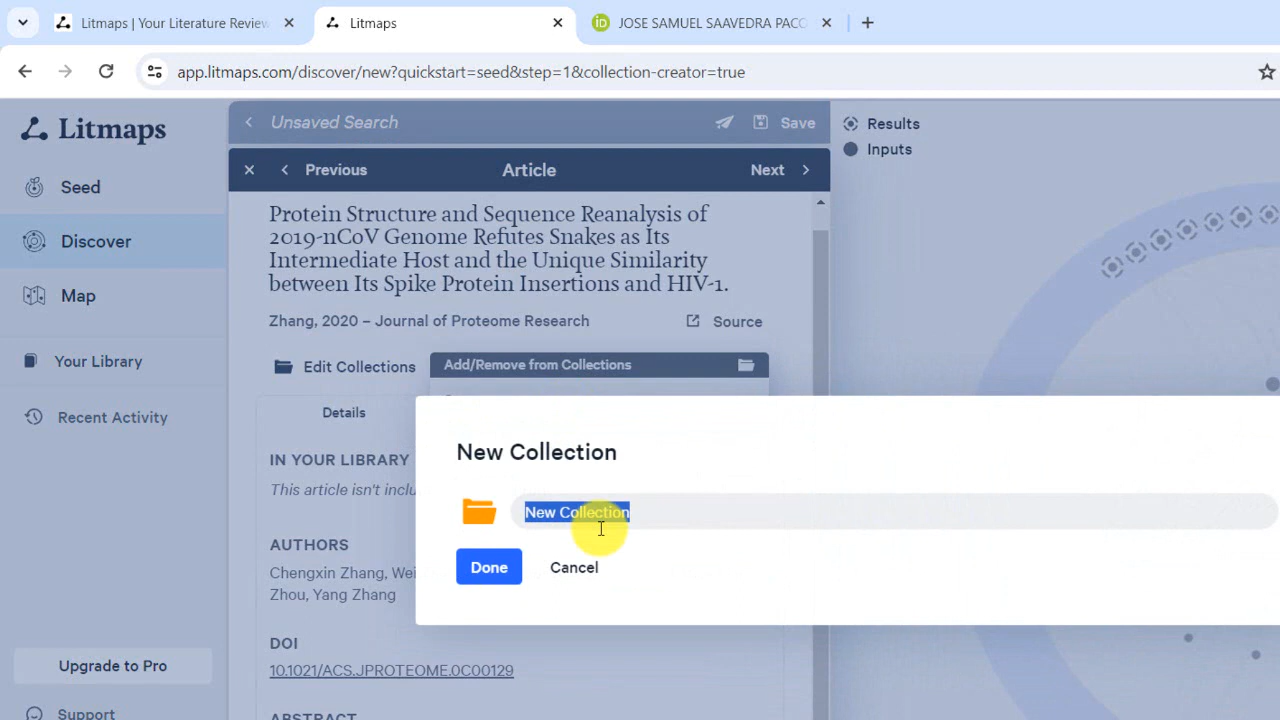 Litmaps | Your Literature Review
Litmaps
JOSE SAMUEL SAAVEDRA PACC
app.litmaps.com/discover/new?quickstart=seed&step=1&collection-creator=true
Litmaps
Seed
Discover
Map
Your Library
Recent Activity
Upgrade to Pro
Support
Unsaved Search
Save
Previous
Article
Next
Protein Structure and Sequence Reanalysis of
2019-nCoV Genome Refutes Snakes as Its
Intermediate Host and the Unique Similarity
between Its Spike Protein Insertions and HIV-1.
Zhang, 2020 – Journal of Proteome Research
Source
Edit Collections
Add/Remove from Collections
Details
IN YOUR LIBRARY
This article isn't inclu
AUTHORS
Chengxin Zhang, Wei
Zhou, Yang Zhang
DOI
10.1021/ACS.JPROTEOME.0C00129
ABSTRACT
New Collection
New Collection
Done
Cancel
Results
Inputs